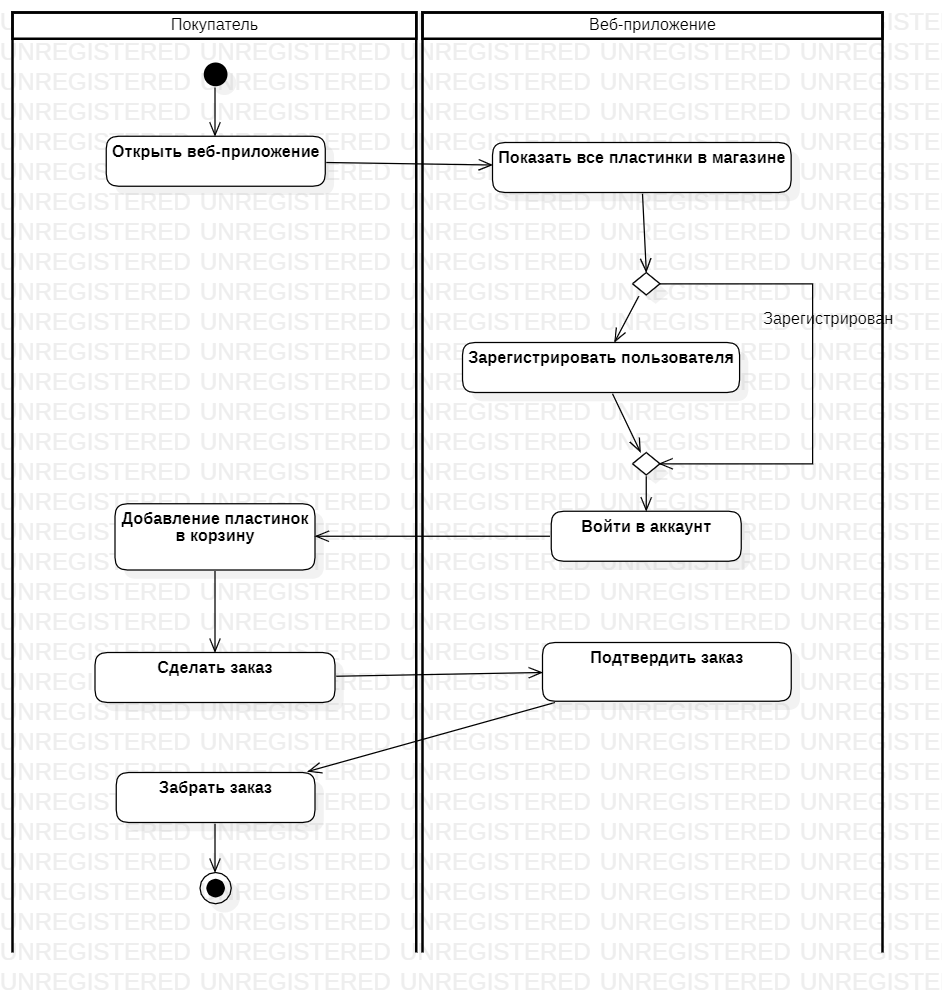 Покупатель
Веб-приложение
Открыть веб-приложение
Показать все пластинки в магазине
Зарегистрирован
Зарегистрировать пользователя
Добавление пластинок
в корзину
Войти в аккаунт
Сделать заказ
Подтвердить заказ
Забрать заказ
UNREGISTERED